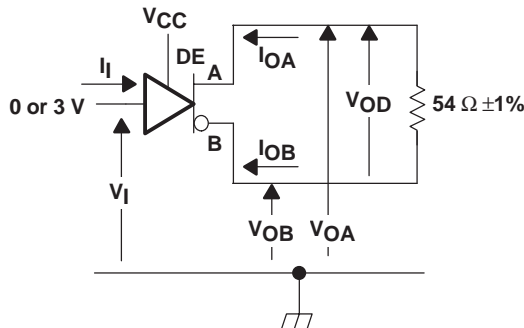 VCC
II
DE
A
IOA
0 or 3 V
VOD
54 Ω ±1%
B
IOB
VI
VOB
VOA